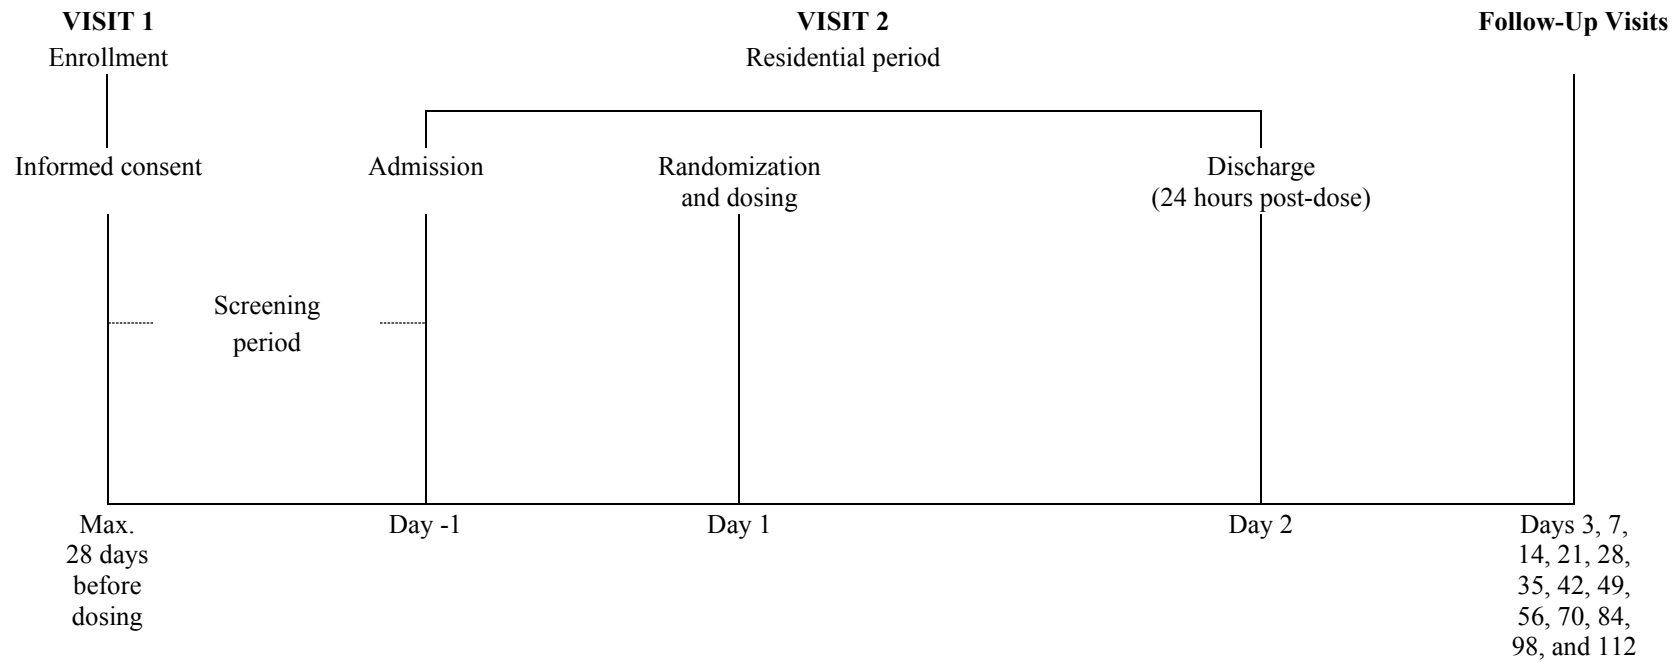 VISIT 1
Enrollment
VISIT 2
Residential period
Follow-Up Visits
Informed consent
Admission
Randomization
and dosing
Discharge
(24 hours post-dose)
Screening
period
Max.
28 days
before
dosing
Day -1
Day 1
Day 2
Days 3, 7,
14, 21, 28,
35, 42, 49,
56, 70, 84,
98, and 112